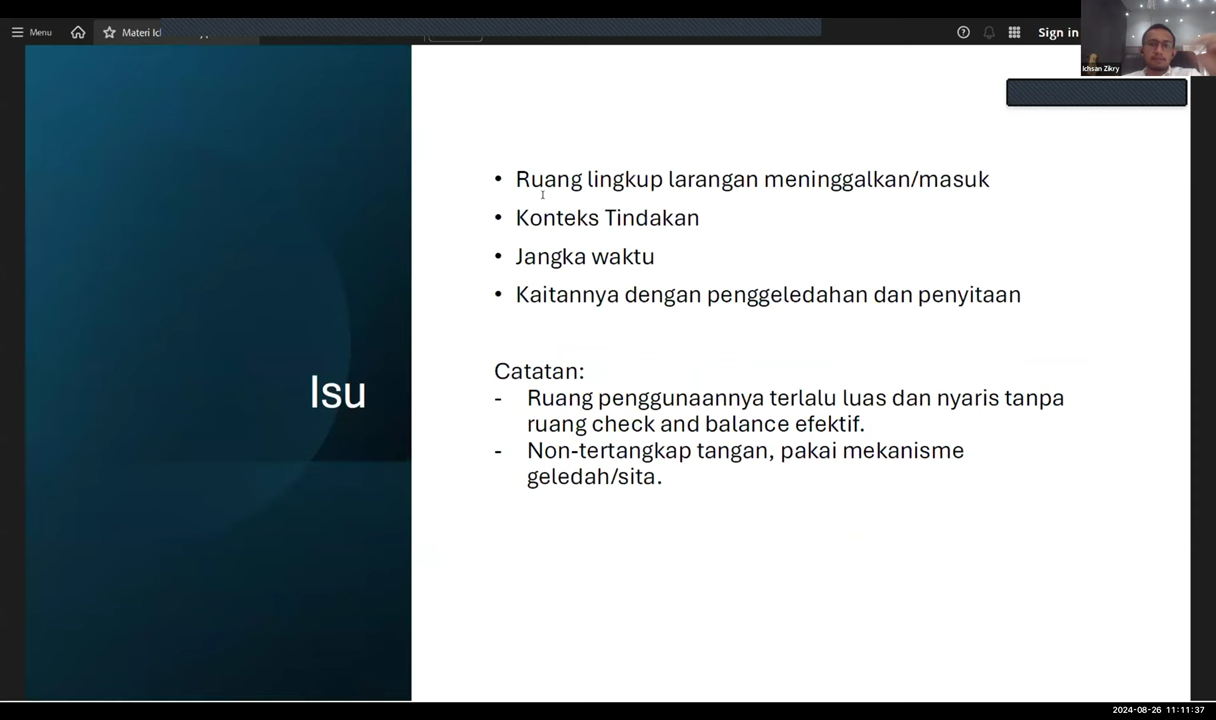 Menu
Materi
Sign in
Ichsan Zikry
• Ruang lingkup larangan meninggalkan/masuk
• Konteks Tindakan
• Jangka waktu
• Kaitannya dengan penggeledahan dan penyitaan
Isu
Catatan:
- Ruang penggunaannya terlalu luas dan nyaris tanpa
ruang check and balance efektif.
- Non-tertangkap tangan, pakai mekanisme
geledah/sita.
2024-08-26 11:11:37